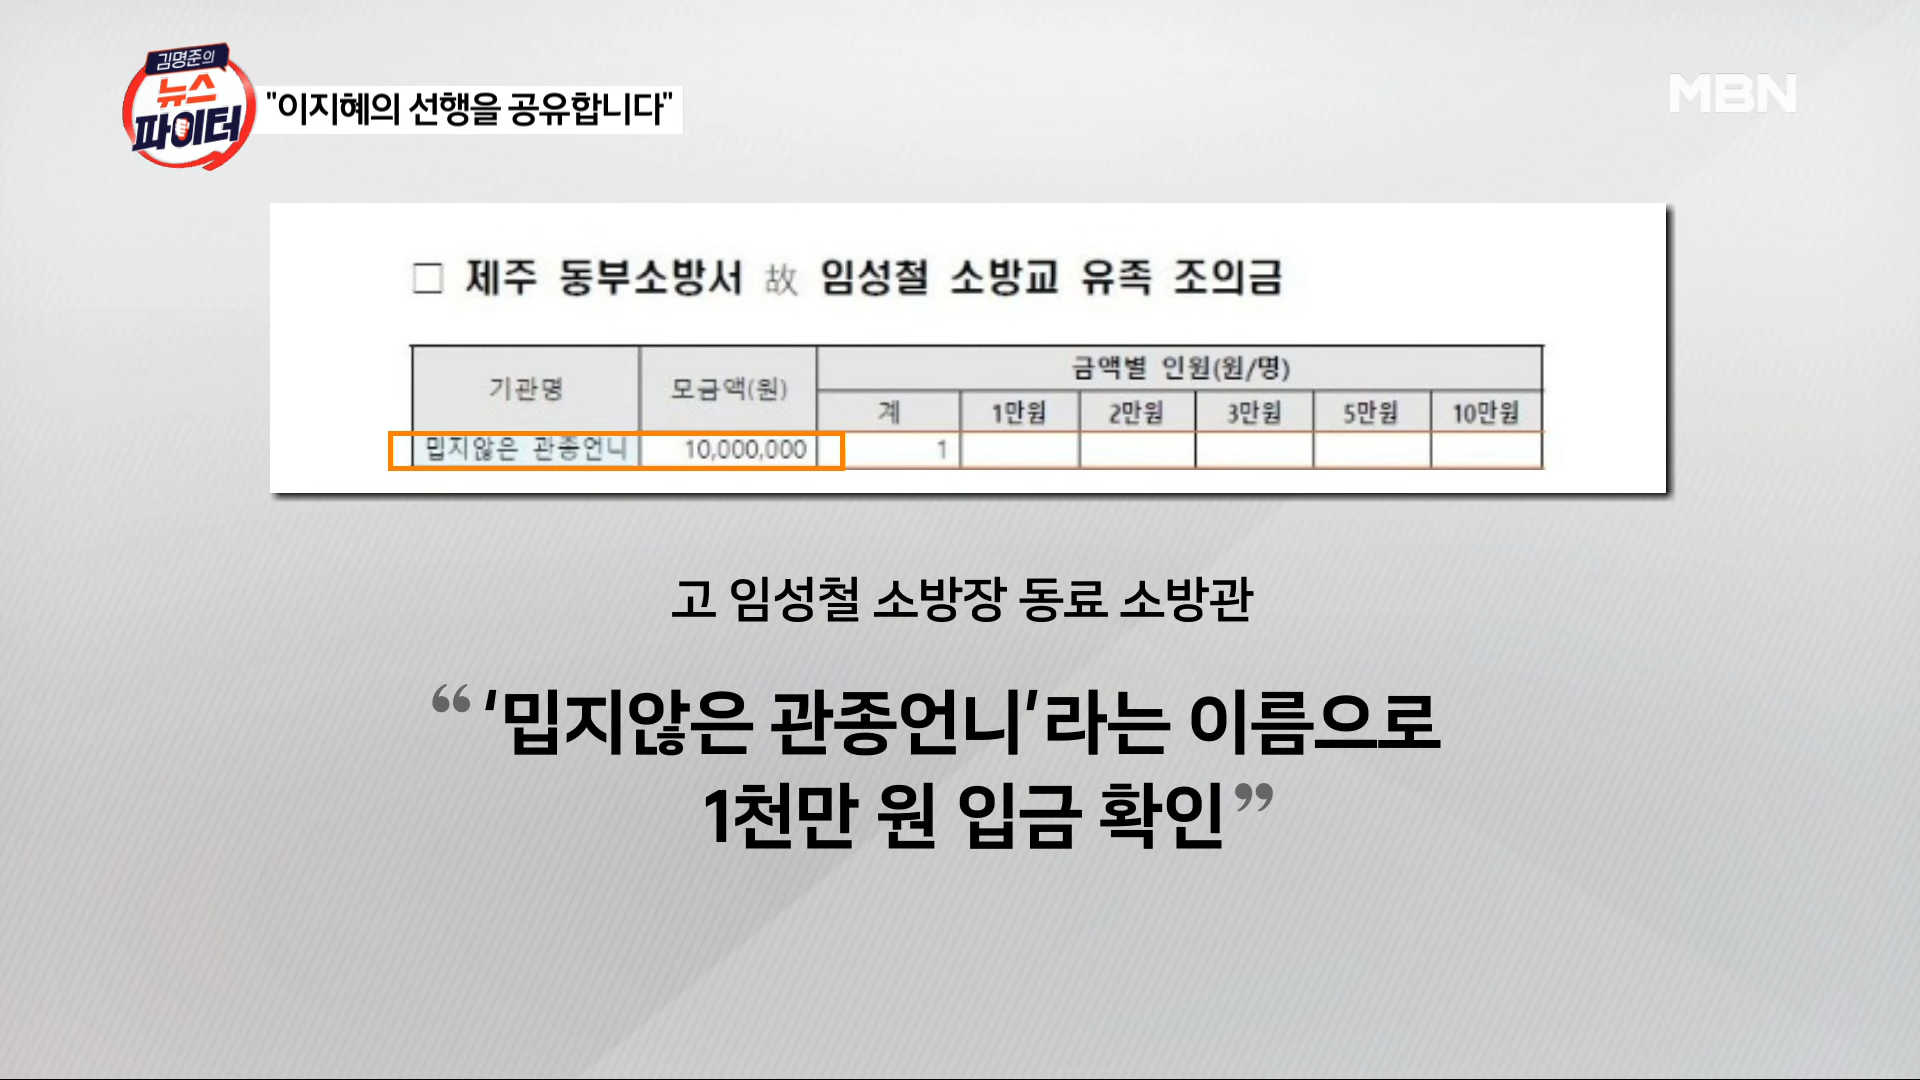 김명준의
뉴스
파이터
"이지혜의 선행을 공유합니다"
MBN
□ 제주 동부소방서 故 임성철 소방교 유족 조의금
기관명 모금액(원) 금액별 인원(원/명)
계 1만원 2만원 3만원 5만원 10만원
밉지않은 관종언니 10,000,000 1
고 임성철 소방장 동료 소방관
“‘밉지않은 관종언니’라는 이름으로
1천만 원 입금 확인”